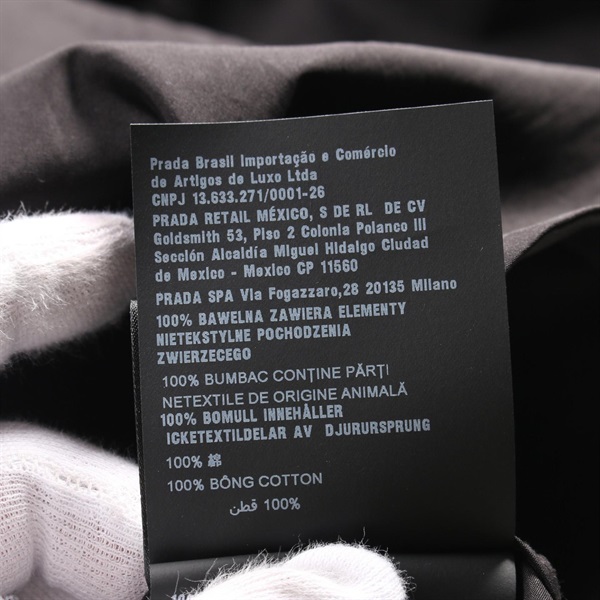 Prada Brasil Importação e Comércio
de Artigos de Luxo Ltda
CNPJ 13.633.271/0001-26
PRADA RETAIL MÉXICO, S DE RL DE CV
Goldsmith 53, Piso 2 Colonia Polanco III
Sección Alcaldía Miguel Hidalgo Ciudad
de Mexico - Mexico CP 11560
PRADA SPA Via Fogazzaro,28 20135 Milano
100% BAWELNA ZAWIERA ELEMENTY
NIETEKSTYLNE POCHODZENIA
ZWIERZECEGO
100% BUMBAC CONȚINE PĂRȚI
NETEXTILE DE ORIGINE ANIMALĂ
100% BOMULL INNEHÅLLER
ICKETEXTILDELAR AV DJURURSPRUNG
100% 綿
100% BÔNG COTTON
100% قطن